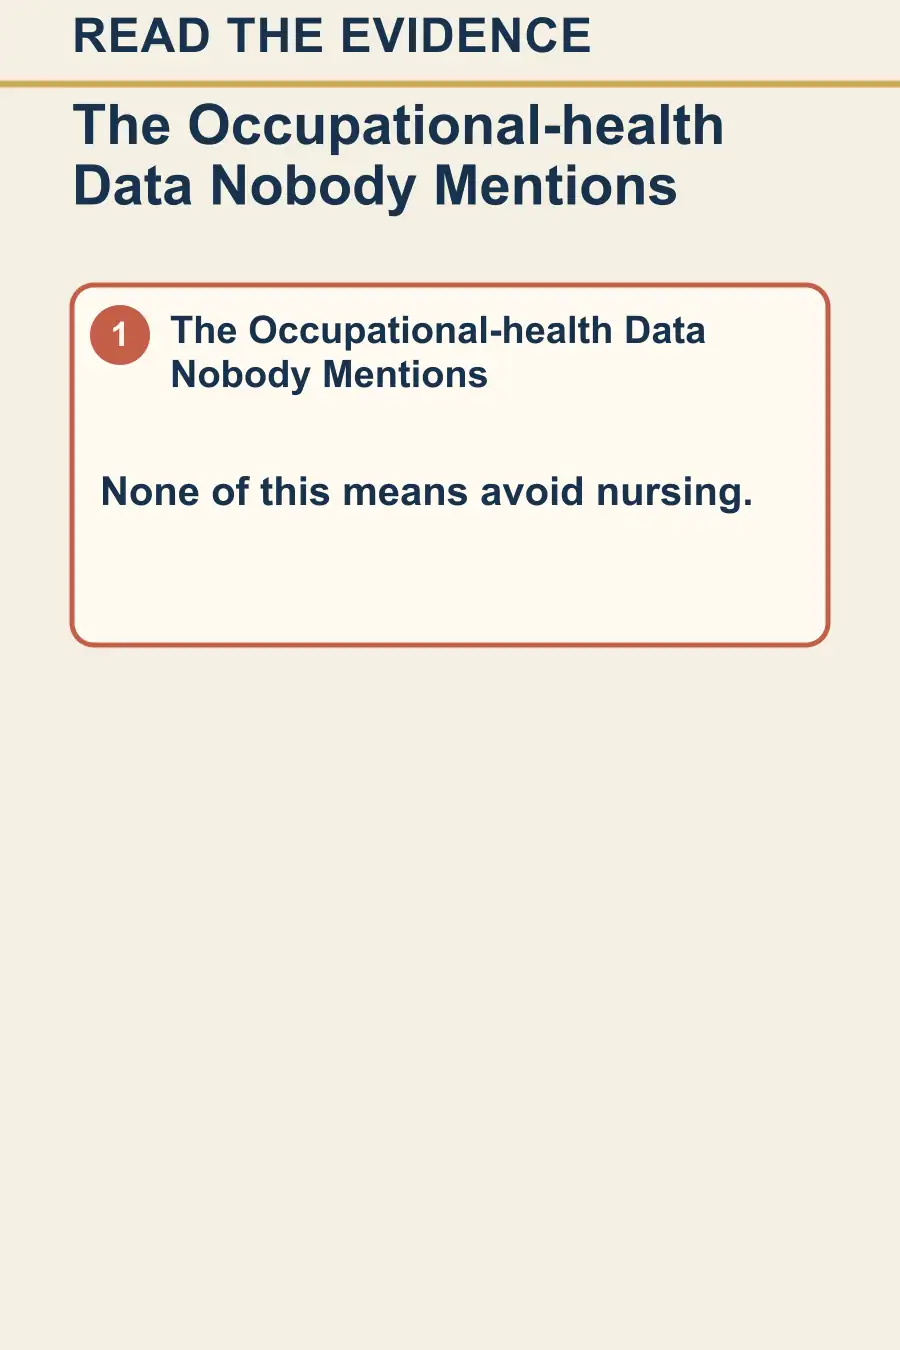 READ THE EVIDENCE
The Occupational-health
Data Nobody Mentions
1
The Occupational-health Data
Nobody Mentions
None of this means avoid nursing.